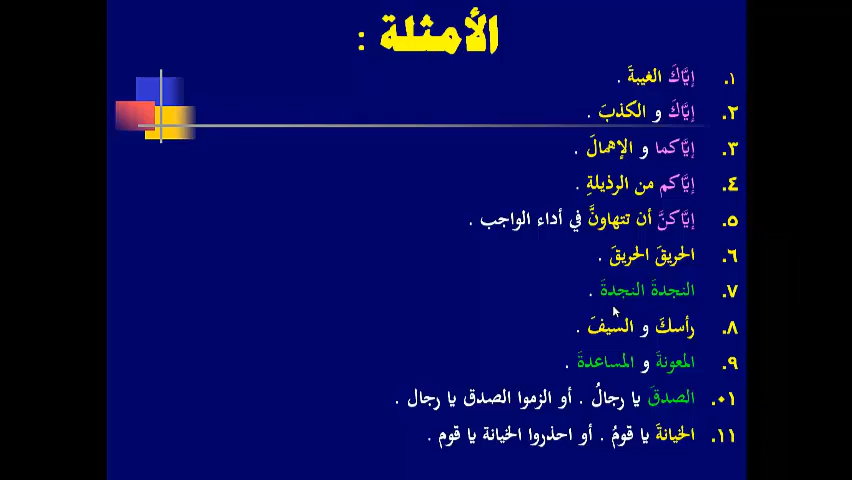 الأمثلة :
١. إيَّاكَ الغيبةَ .
٢. إيَّاكَ و الكذبَ .
٣. إيَّاكما و الإهمالَ .
٤. إيَّاكم من الرذيلةِ .
٥. إيَّاكنَّ أن تتهاونَّ في أداء الواجب .
٦. الحريقَ الحريقَ .
٧. النجدةَ النجدةَ .
٨. رأسكَ و السيفَ .
٩. المعونةَ و المساعدةَ .
١٠. الصدقَ يا رجالُ . أو الزموا الصدق يا رجال .
١١. الخيانةَ يا قومُ . أو احذروا الخيانة يا قوم .